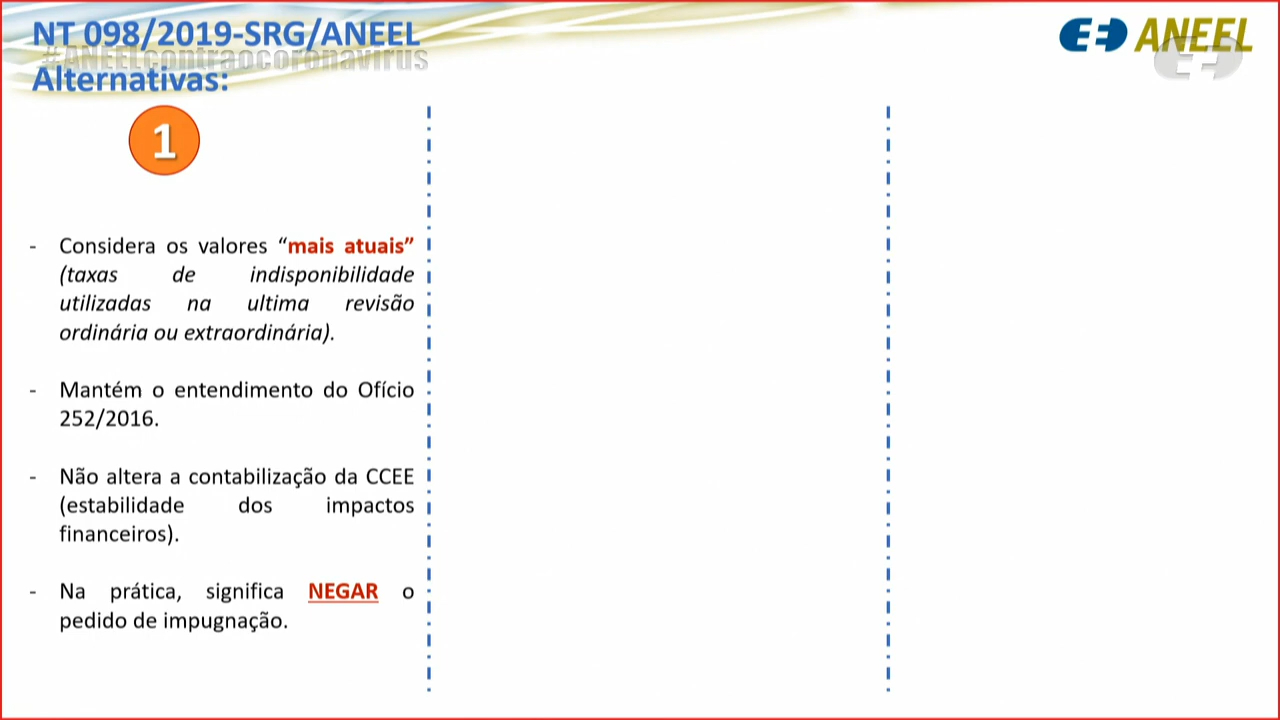 NT 098/2019-SRG/ANEEL
#ANEELcontraocoronavirus
Alternativas:
ANEEL
1
- Considera os valores “mais atuais”
(taxas de indisponibilidade
utilizadas na ultima revisão
ordinária ou extraordinária).
- Mantém o entendimento do Ofício
252/2016.
- Não altera a contabilização da CCEE
(estabilidade dos impactos
financeiros).
- Na prática, significa NEGAR o
pedido de impugnação.